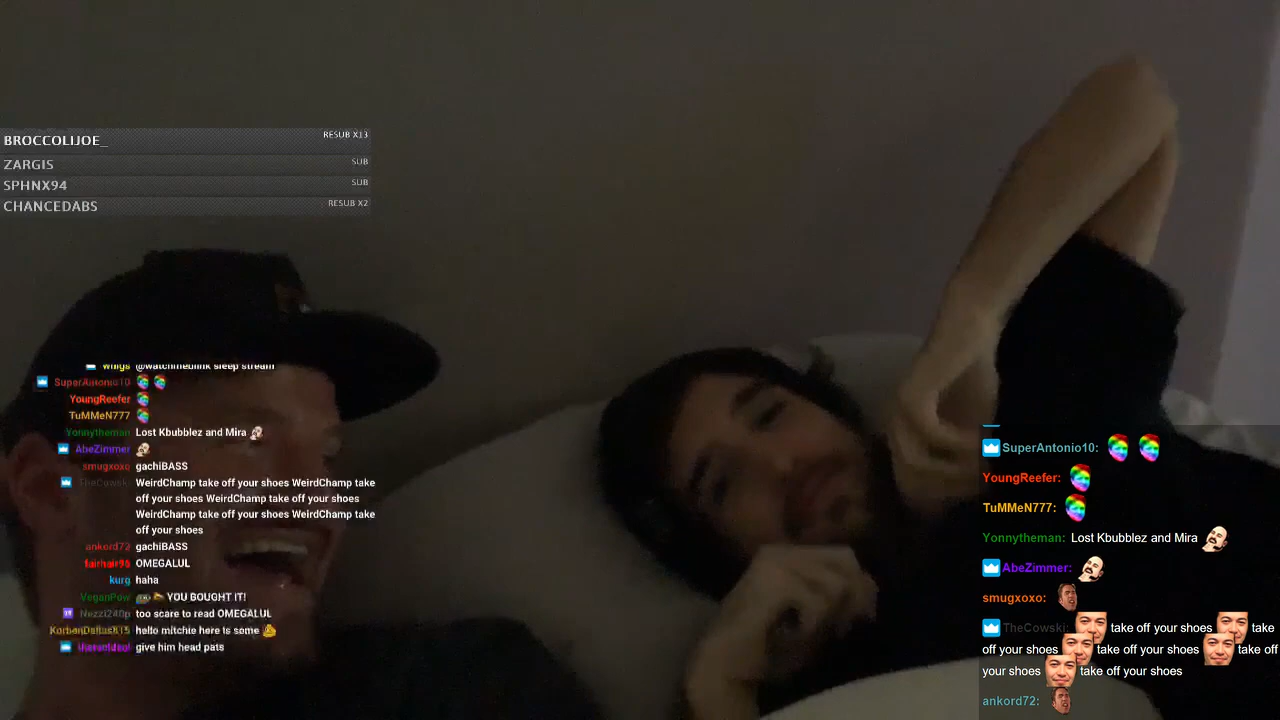 BROCCOLIJOE_ RESUB X13
ZARGIS SUB
SPHNX94 SUB
CHANCEDABS RESUB X2
whigs @watchmeblink sleep stream
SuperAntonio10
YoungReefer
TuMMeN777
Yonnytheman Lost Kbubblez and Mira
AbeZimmer
smugxoxo gachiBASS
TheCowski WeirdChamp take off your shoes WeirdChamp take
off your shoes WeirdChamp take off your shoes
WeirdChamp take off your shoes WeirdChamp take
off your shoes
ankord72 gachiBASS
fairhair96 OMEGALUL
kurg haha
VeganPow YOU BOUGHT IT!
Nezzi240p too scare to read OMEGALUL
KorbenDallas815 hello mitchie here is some
give him head pats
SuperAntonio10:
YoungReefer:
TuMMeN777:
Yonnytheman: Lost Kbubblez and Mira
AbeZimmer:
smugxoxo:
TheCowski: take off your shoes take
off your shoes take off your shoes take off
your shoes take off your shoes
ankord72: